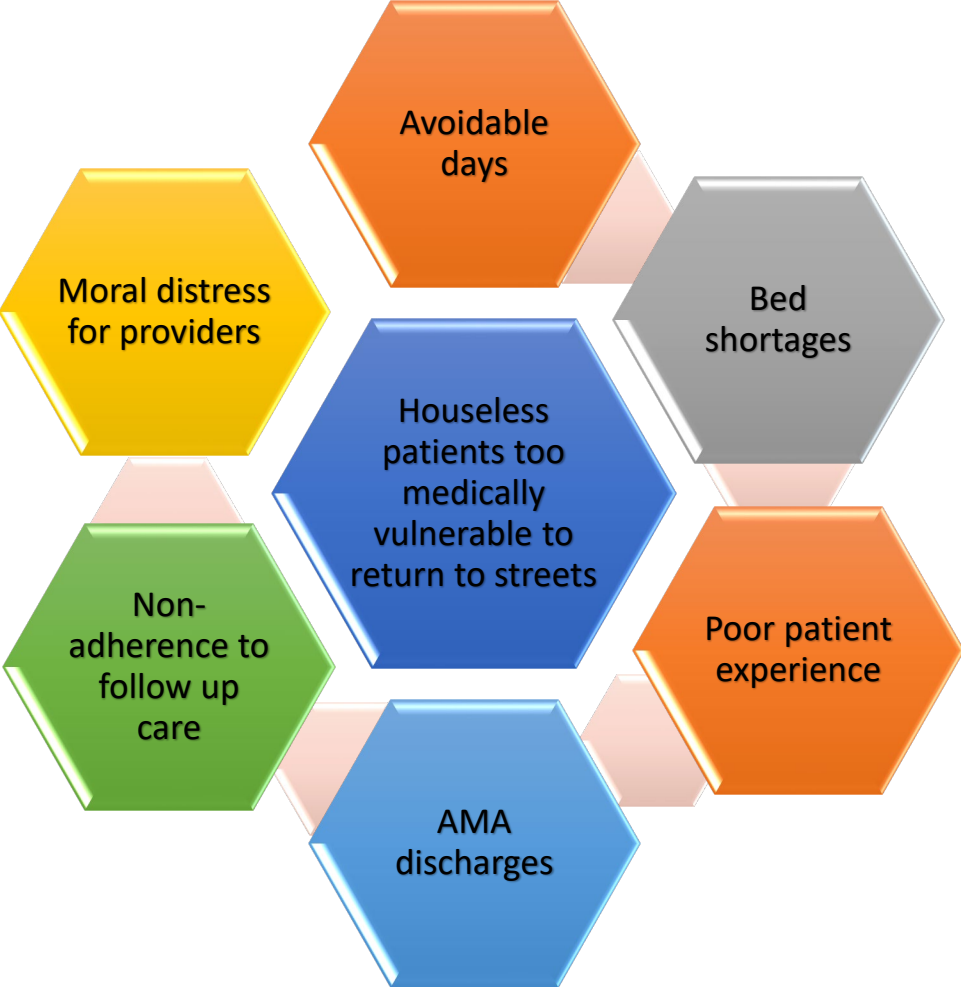 Avoidable
days
Bed
shortages
Poor patient
experience
AMA
discharges
Non-
adherence to
follow up
care
Moral distress
for providers
Houseless
patients too
medically
vulnerable to
return to streets